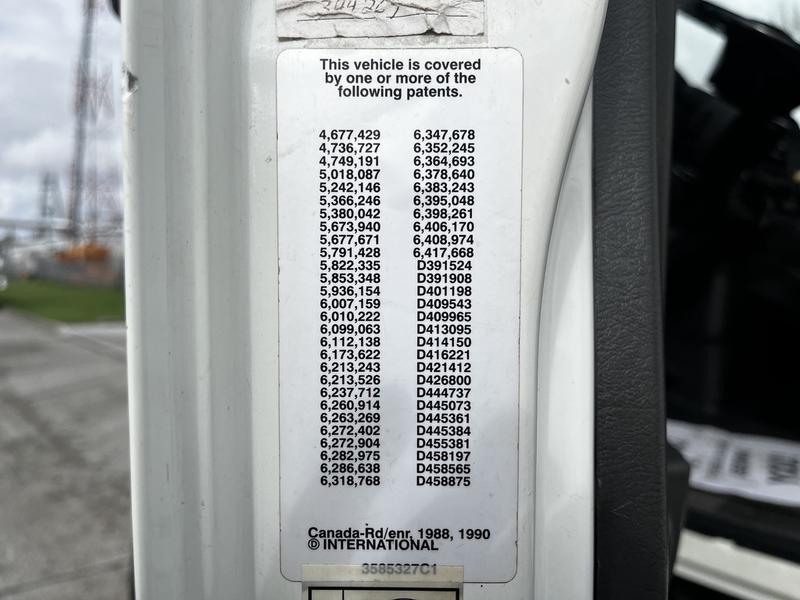 This vehicle is covered
by one or more of the
following patents.
4,677,429 6,347,678
4,736,727 6,352,245
4,749,191 6,364,693
5,018,087 6,378,640
5,242,146 6,383,243
5,366,246 6,395,048
5,380,042 6,398,261
5,673,940 6,406,170
5,677,671 6,408,974
5,791,428 6,417,668
5,822,335 D391524
5,853,348 D391908
5,936,154 D401198
6,007,159 D409543
6,010,222 D409965
6,099,063 D413095
6,112,138 D414150
6,173,622 D416221
6,213,243 D421412
6,213,526 D426800
6,237,712 D444737
6,260,914 D445073
6,263,269 D445361
6,272,402 D445384
6,272,904 D455381
6,282,975 D458197
6,286,638 D458565
6,318,768 D458875
Canada-Rd/enr. 1988, 1990
Ⓓ INTERNATIONAL
3585327C1